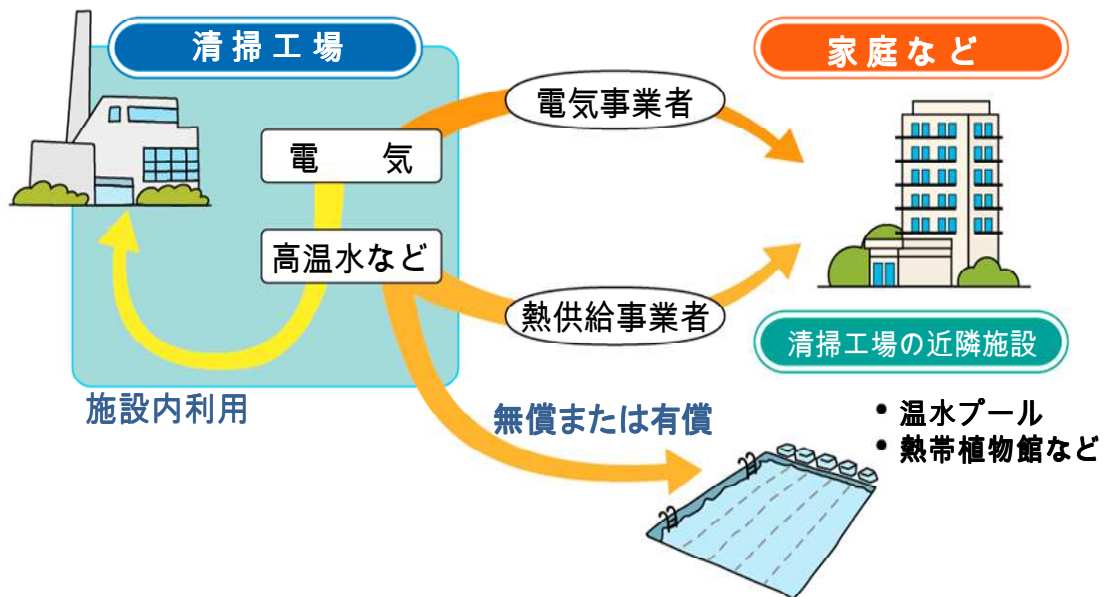 清掃工場
家庭など
電気事業者
電　気
高温水など
熱供給事業者
清掃工場の近隣施設
施設内利用
無償または有償
• 温水プール
• 熱帯植物館など